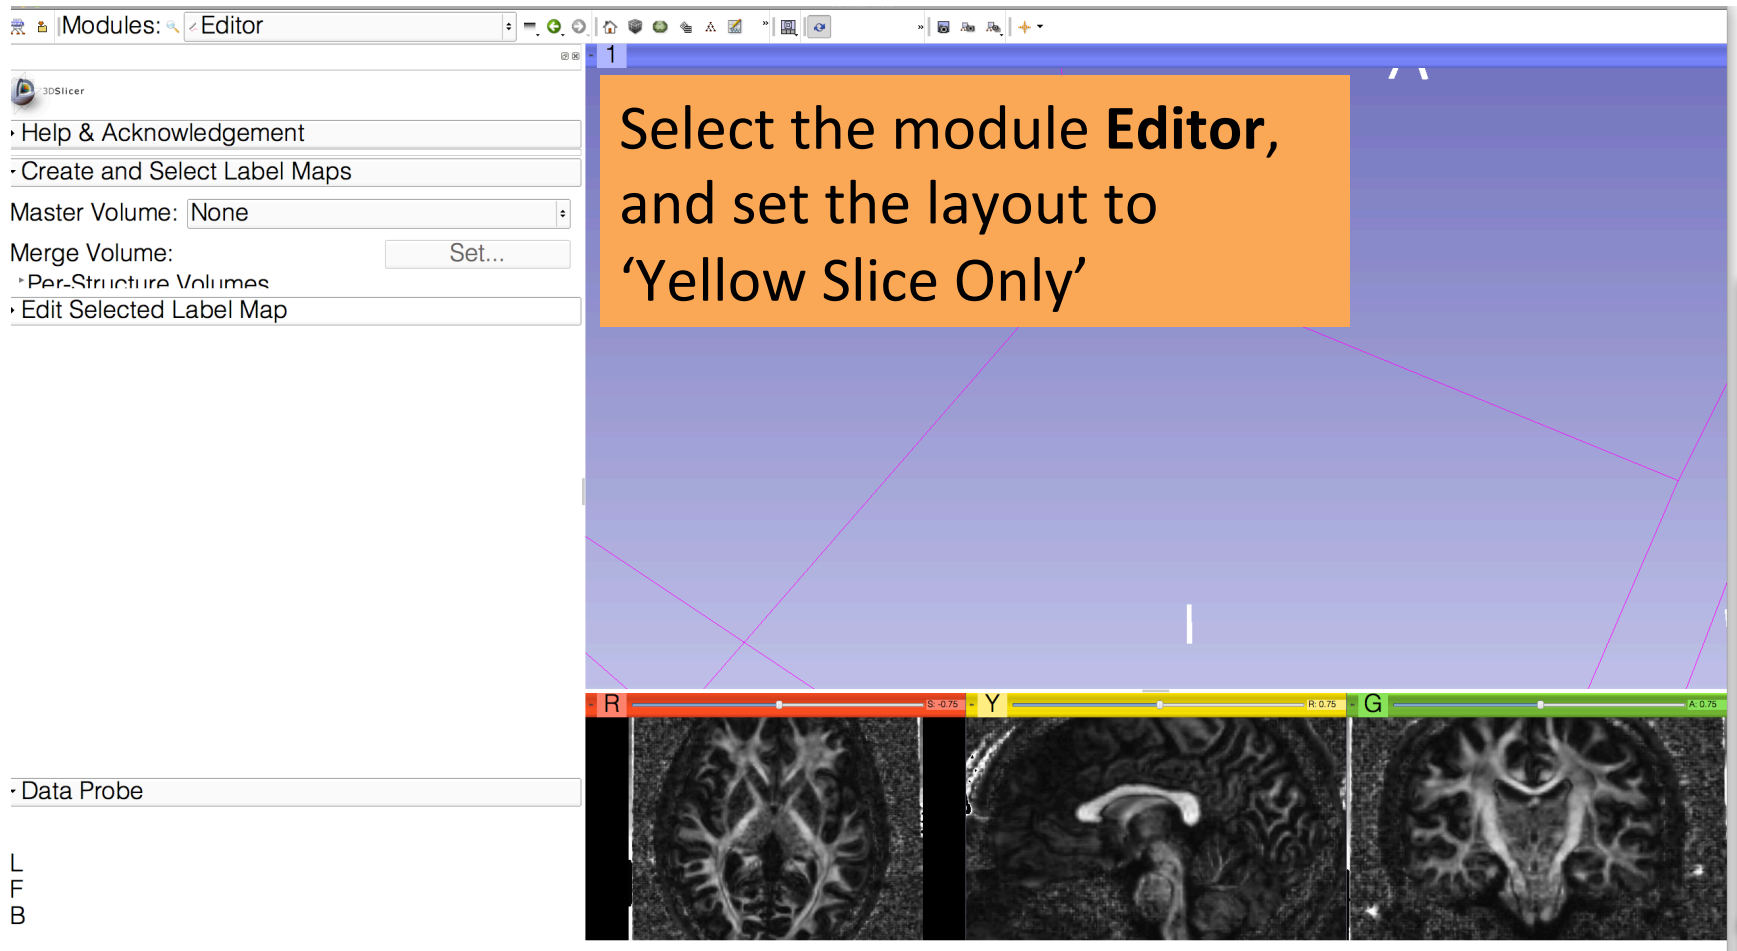 Modules: Editor
1
3DSlicer
Help & Acknowledgement
Create and Select Label Maps
Master Volume: None
Merge Volume: Set...
Per-Structure Volumes
Edit Selected Label Map
Select the module Editor,
and set the layout to
‘Yellow Slice Only’
I
R S: -0.75 Y R: 0.75 G A: 0.75
Data Probe
L
F
B